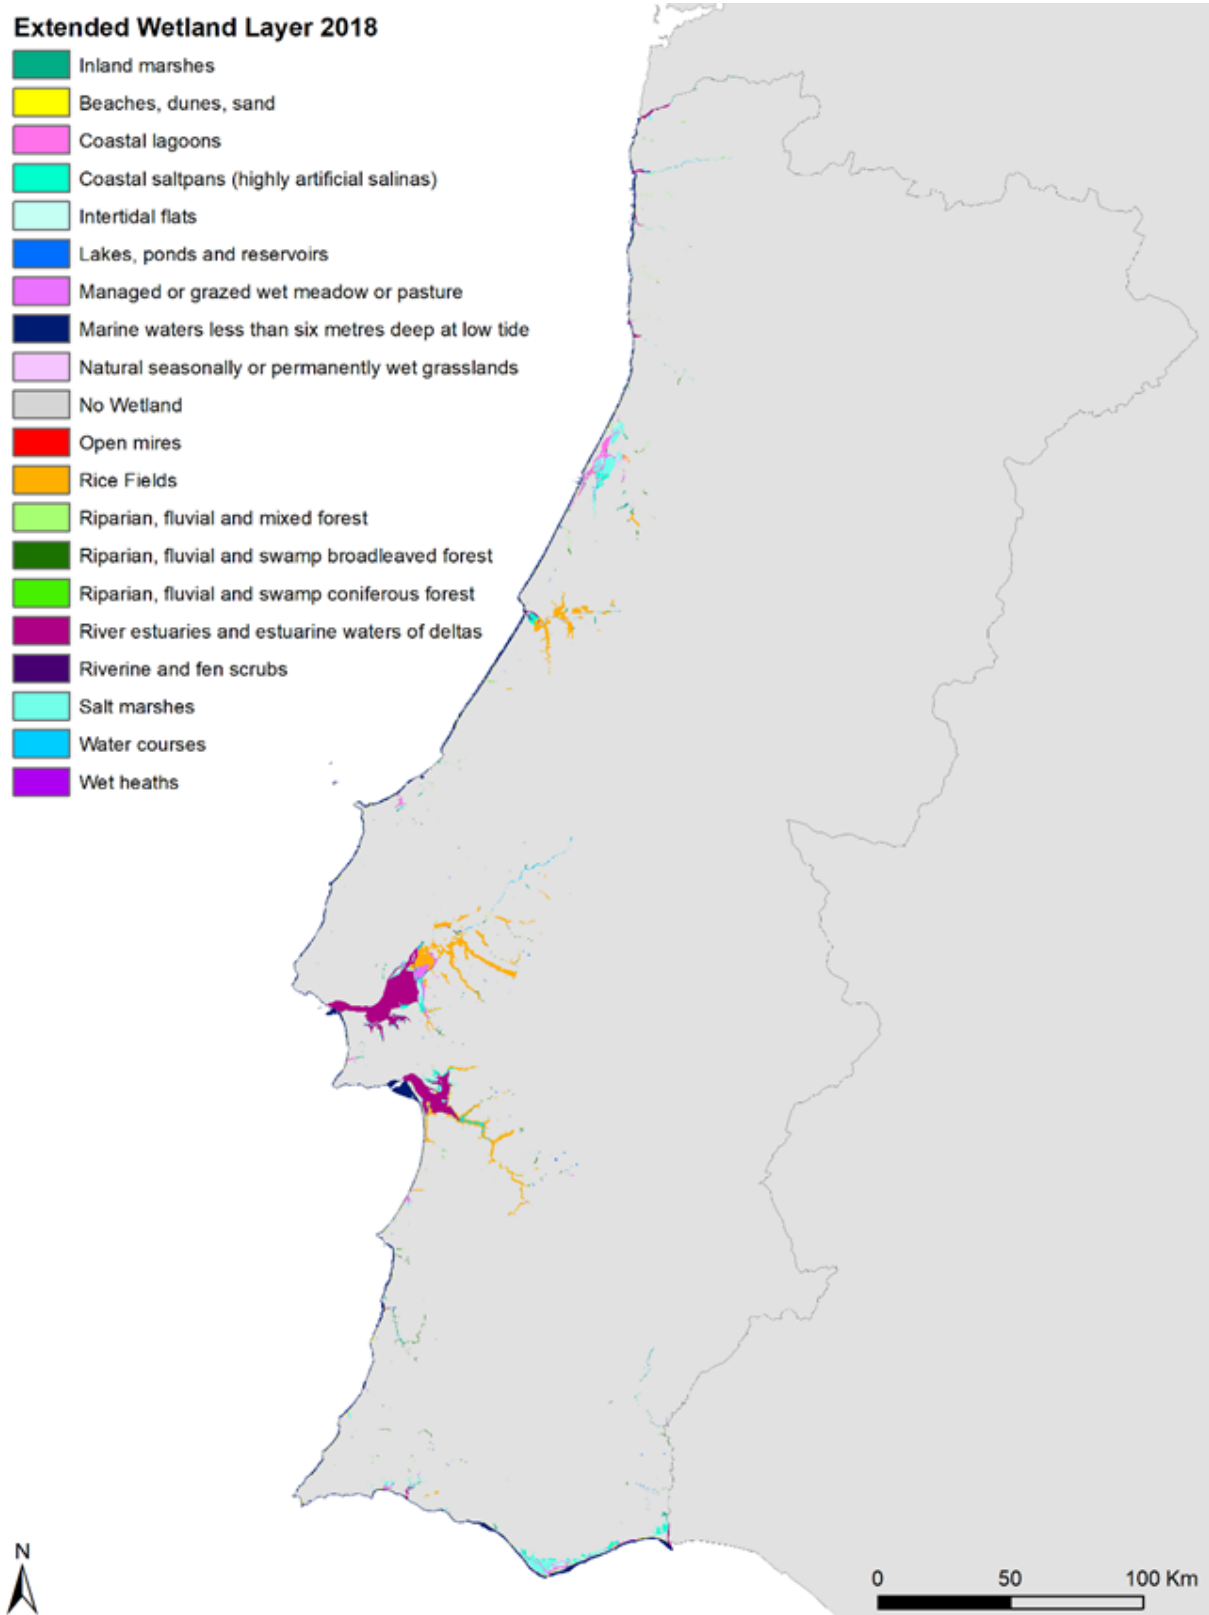 Extended Wetland Layer 2018
Inland marshes
Beaches, dunes, sand
Coastal lagoons
Coastal saltpans (highly artificial salinas)
Intertidal flats
Lakes, ponds and reservoirs
Managed or grazed wet meadow or pasture
Marine waters less than six metres deep at low tide
Natural seasonally or permanently wet grasslands
No Wetland
Open mires
Rice Fields
Riparian, fluvial and mixed forest
Riparian, fluvial and swamp broadleaved forest
Riparian, fluvial and swamp coniferous forest
River estuaries and estuarine waters of deltas
Riverine and fen scrubs
Salt marshes
Water courses
Wet heaths
N
0 50 100 Km